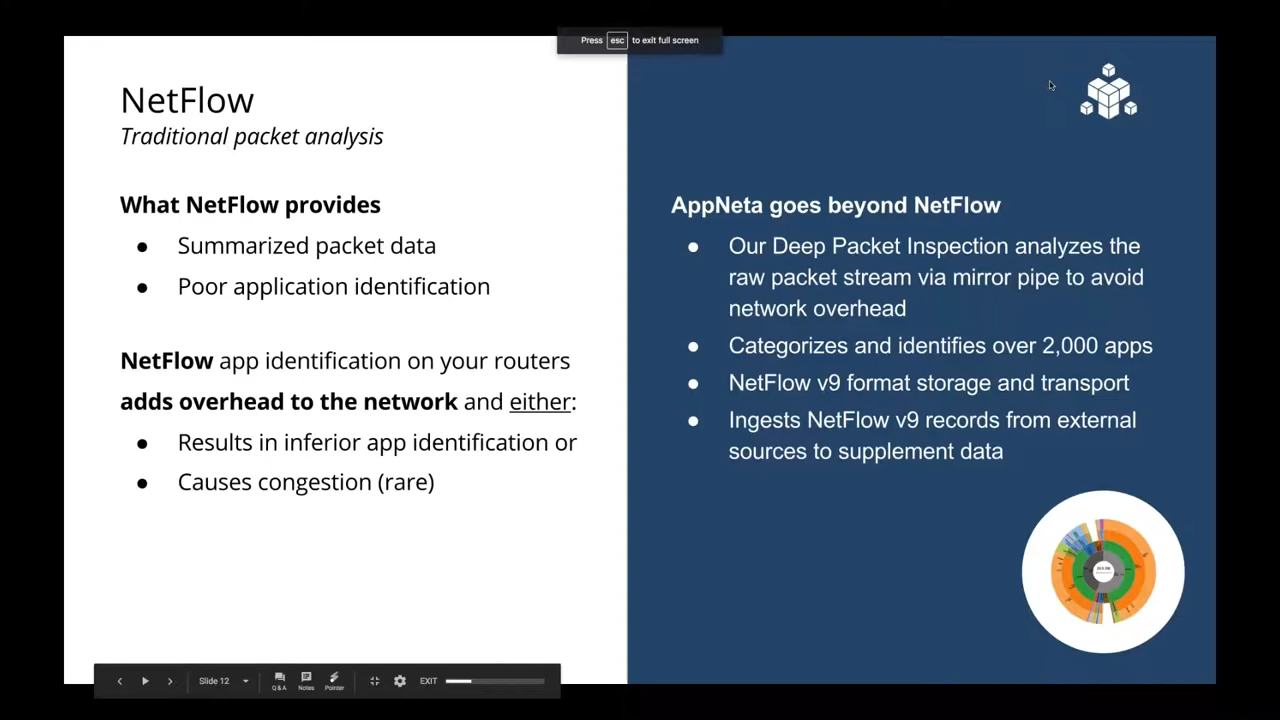 Press esc to exit full screen
NetFlow
Traditional packet analysis
What NetFlow provides
● Summarized packet data
● Poor application identification
NetFlow app identification on your routers
adds overhead to the network and either:
● Results in inferior app identification or
● Causes congestion (rare)
AppNeta goes beyond NetFlow
● Our Deep Packet Inspection analyzes the
raw packet stream via mirror pipe to avoid
network overhead
● Categorizes and identifies over 2,000 apps
● NetFlow v9 format storage and transport
● Ingests NetFlow v9 records from external
sources to supplement data
Slide 12
Q & A
Notes
Pointer
EXIT